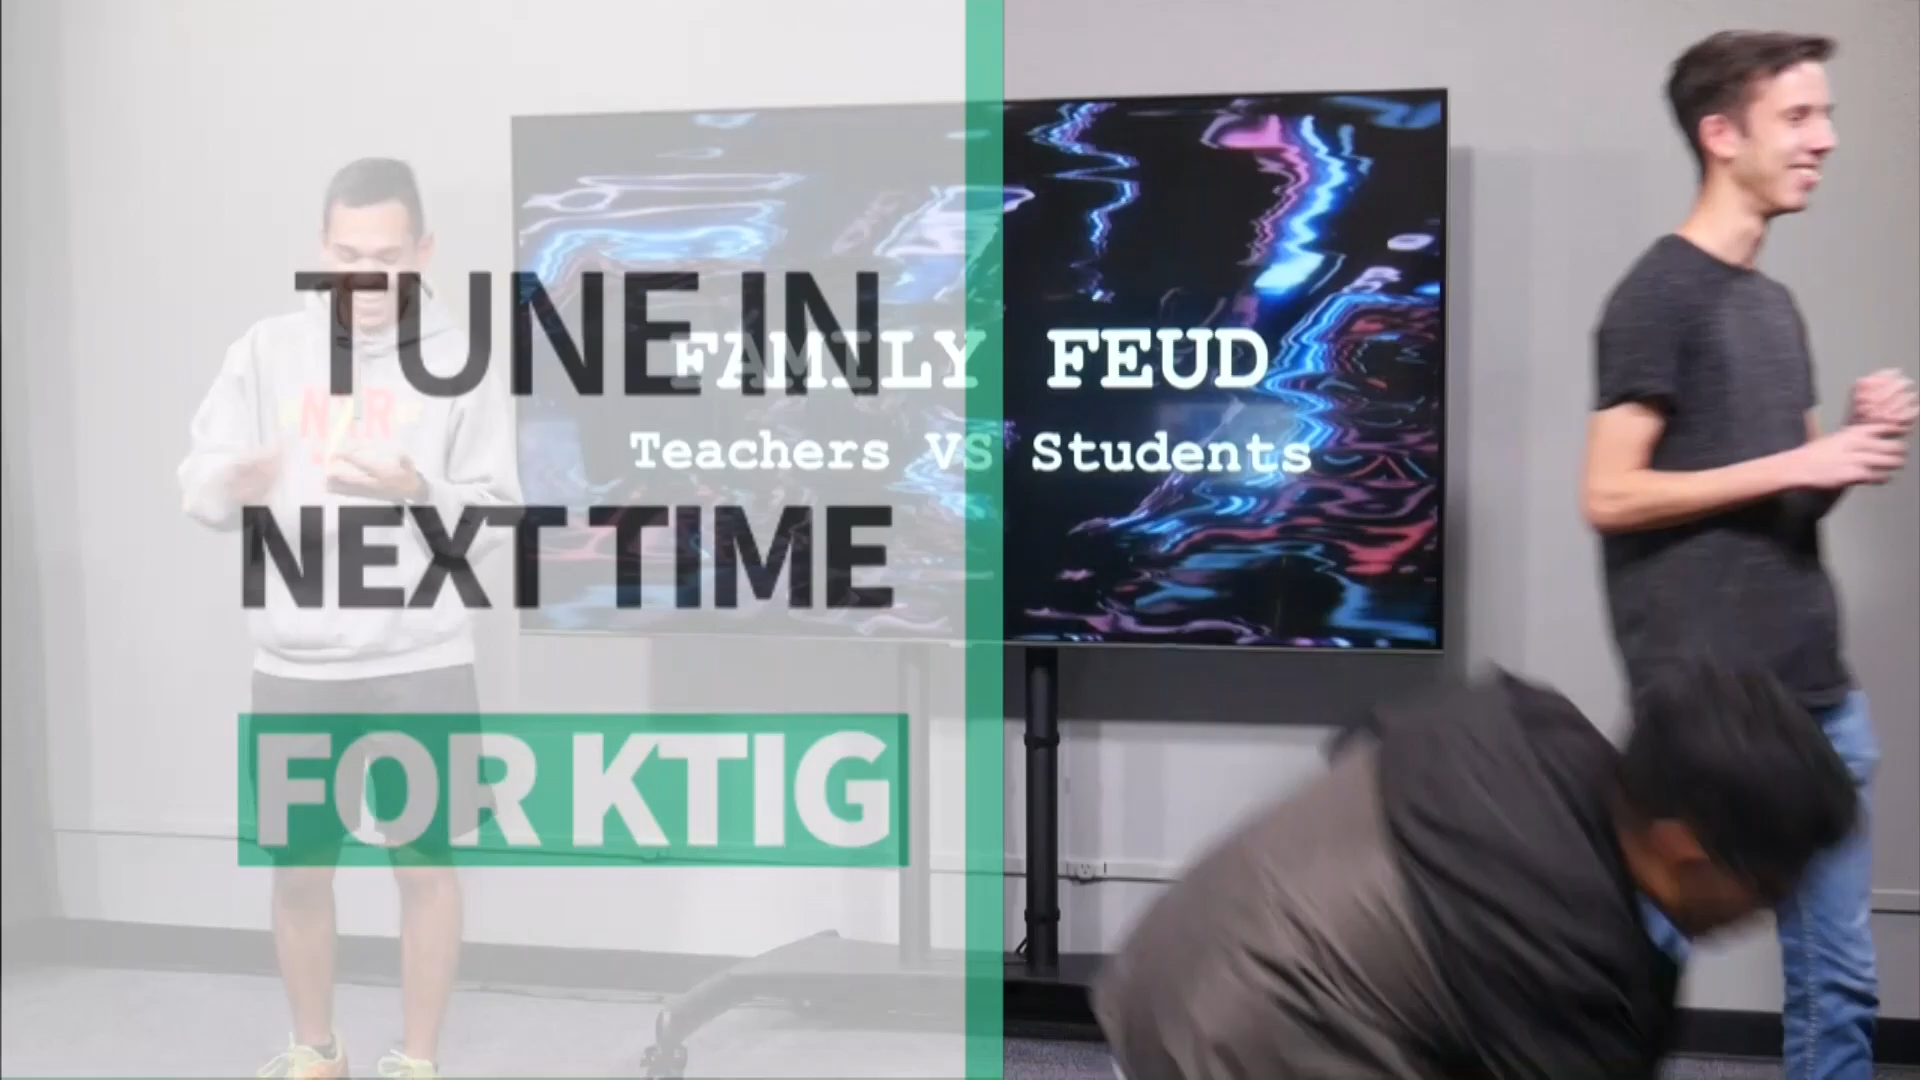 TUNE IN
NEXT TIME
FOR KTIG
FAMILY FEUD
Teachers VS Students